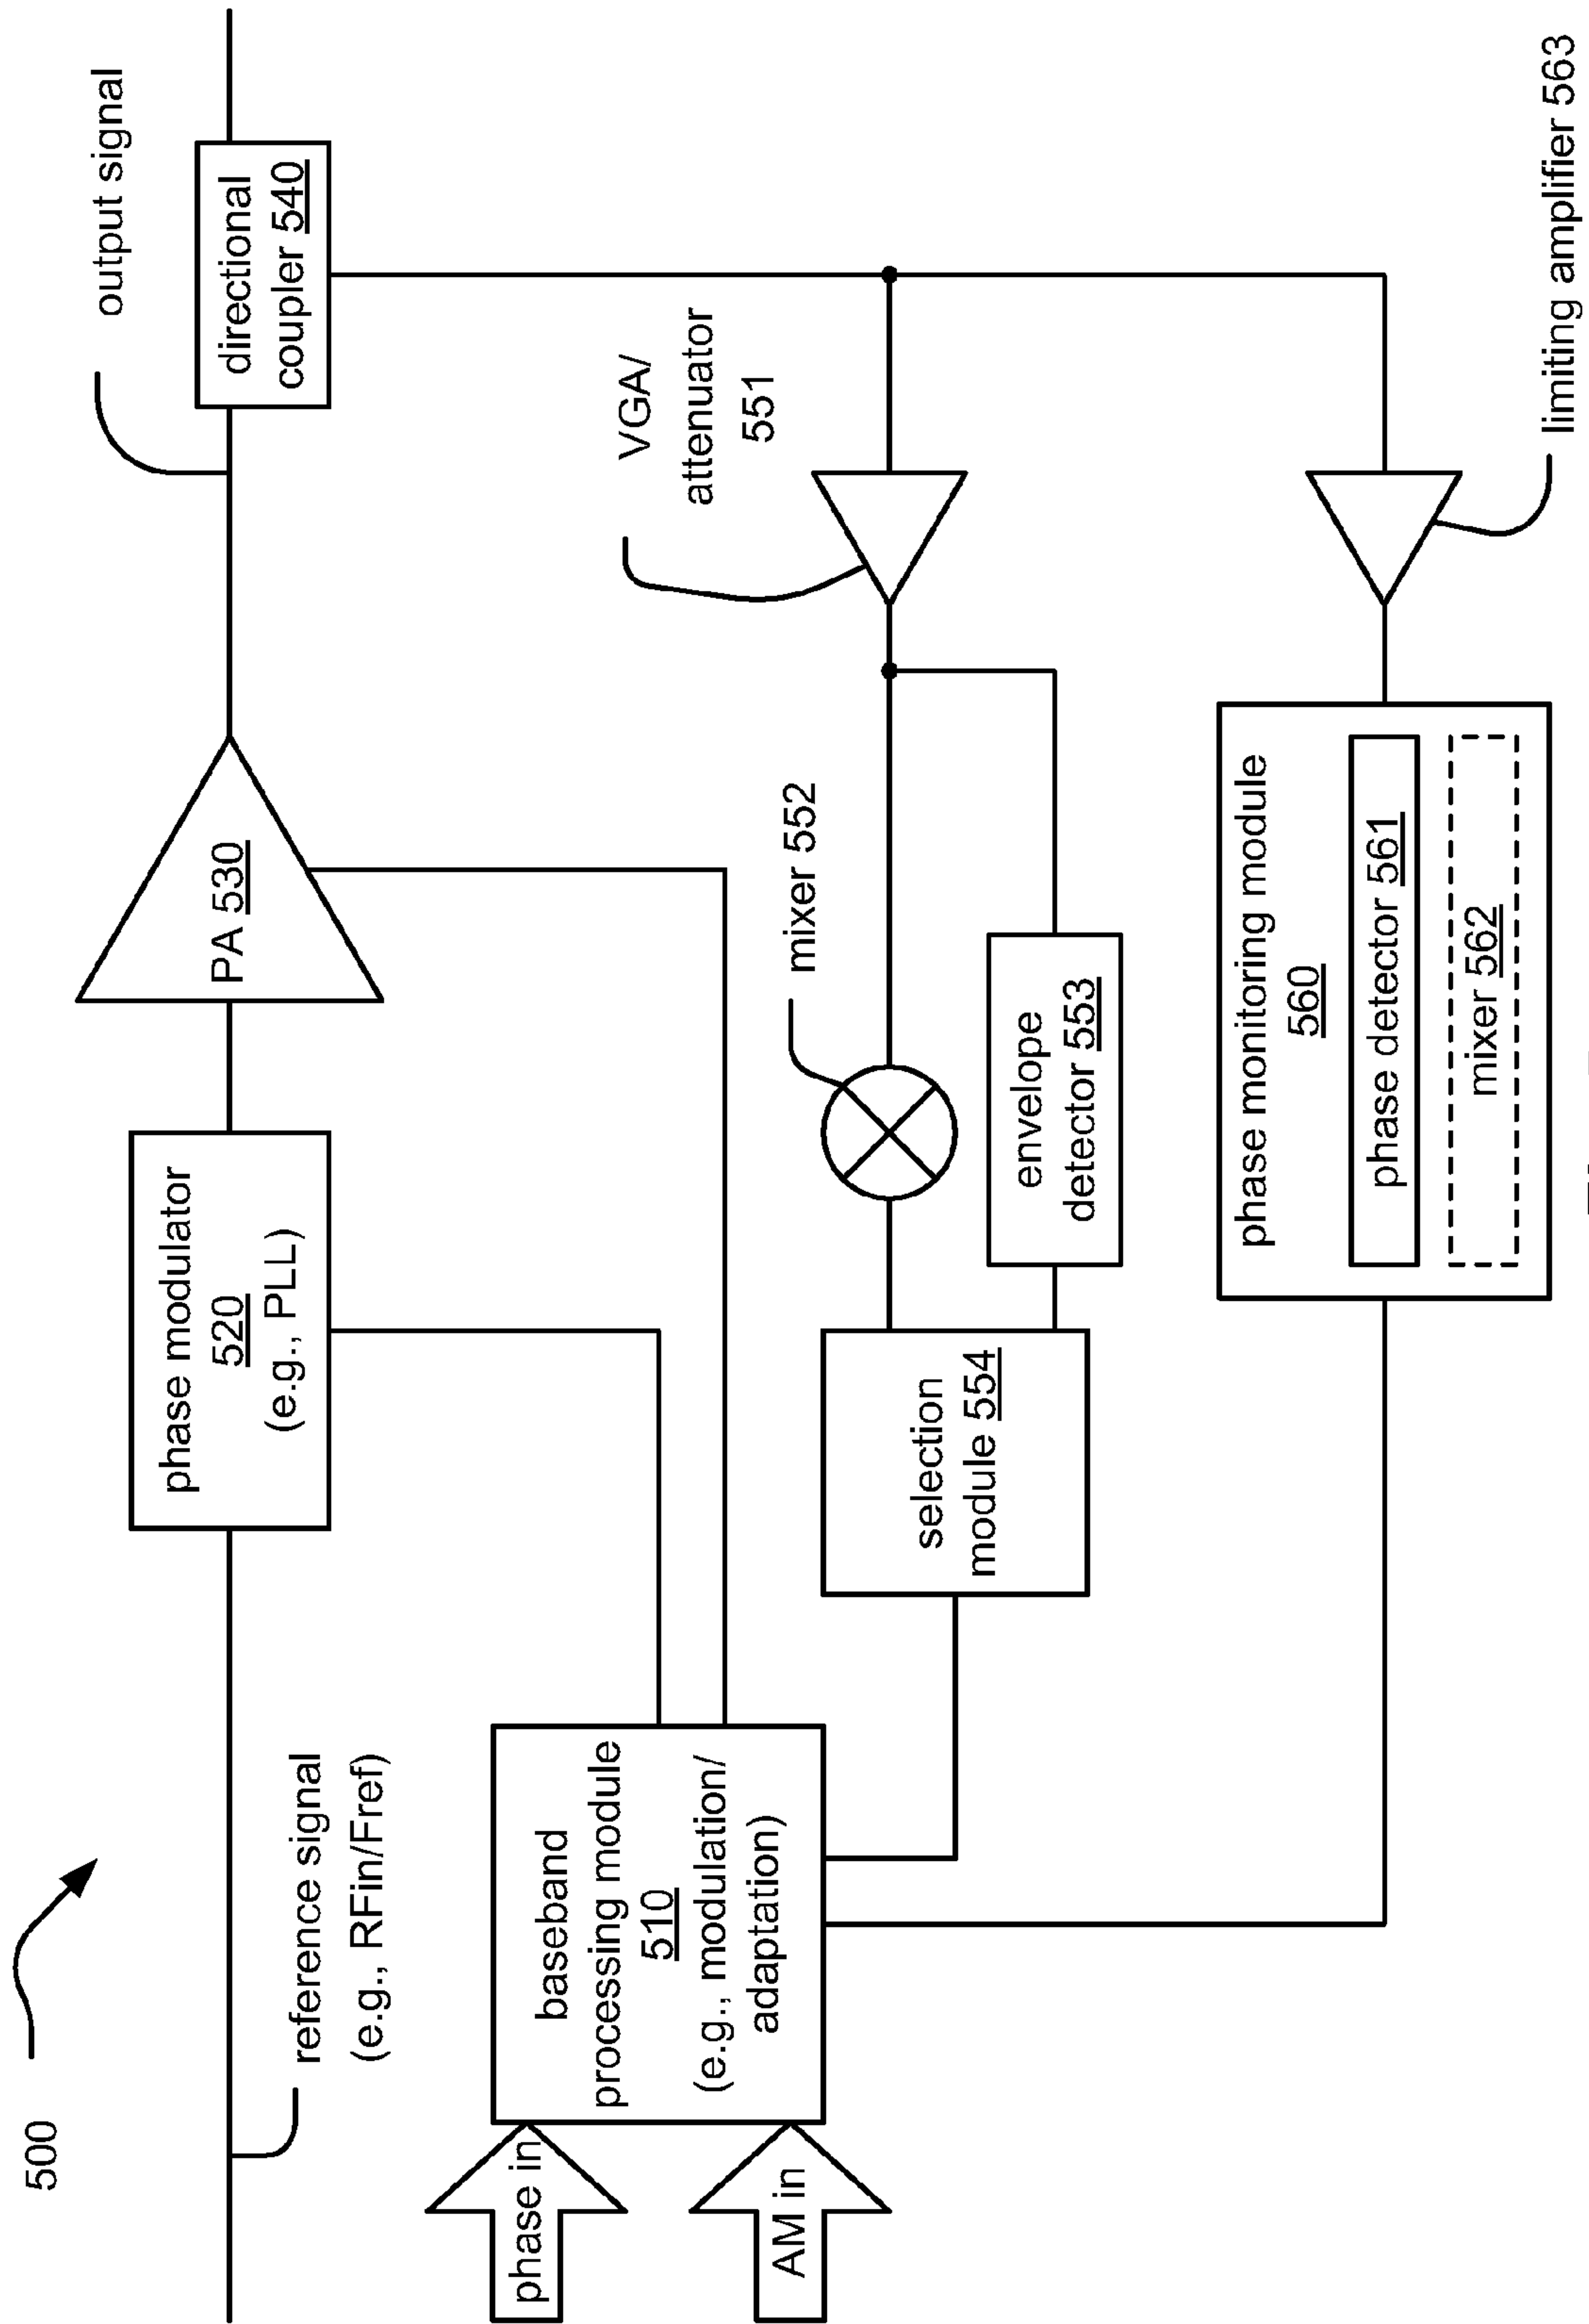 500
output signal
reference signal
(e.g., RFin/Fref)
phase modulator
520
(e.g., PLL)
PA 530
directional
coupler 540
phase in
AM in
baseband
processing module
510
(e.g., modulation/
adaptation)
VGA/
attenuator
551
mixer 552
envelope
detector 553
selection
module 554
phase monitoring module
560
phase detector 561
mixer 562
limiting amplifier 563